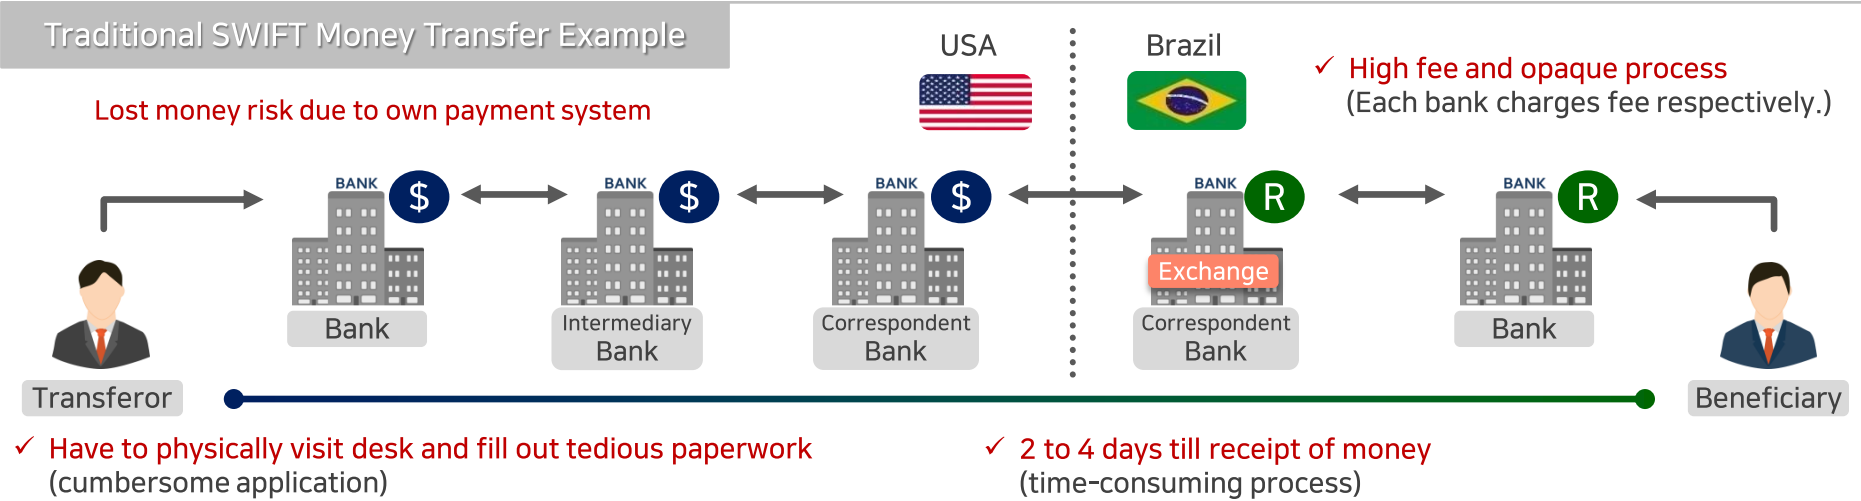 Traditional SWIFT Money Transfer Example
USA
Brazil
✓ High fee and opaque process
(Each bank charges fee respectively.)
Lost money risk due to own payment system
BANK
$
BANK
$
BANK
$
BANK
R
BANK
R
Exchange
Bank
Intermediary
Bank
Correspondent
Bank
Correspondent
Bank
Bank
Transferor
Beneficiary
✓ Have to physically visit desk and fill out tedious paperwork
(cumbersome application)
✓ 2 to 4 days till receipt of money
(time-consuming process)